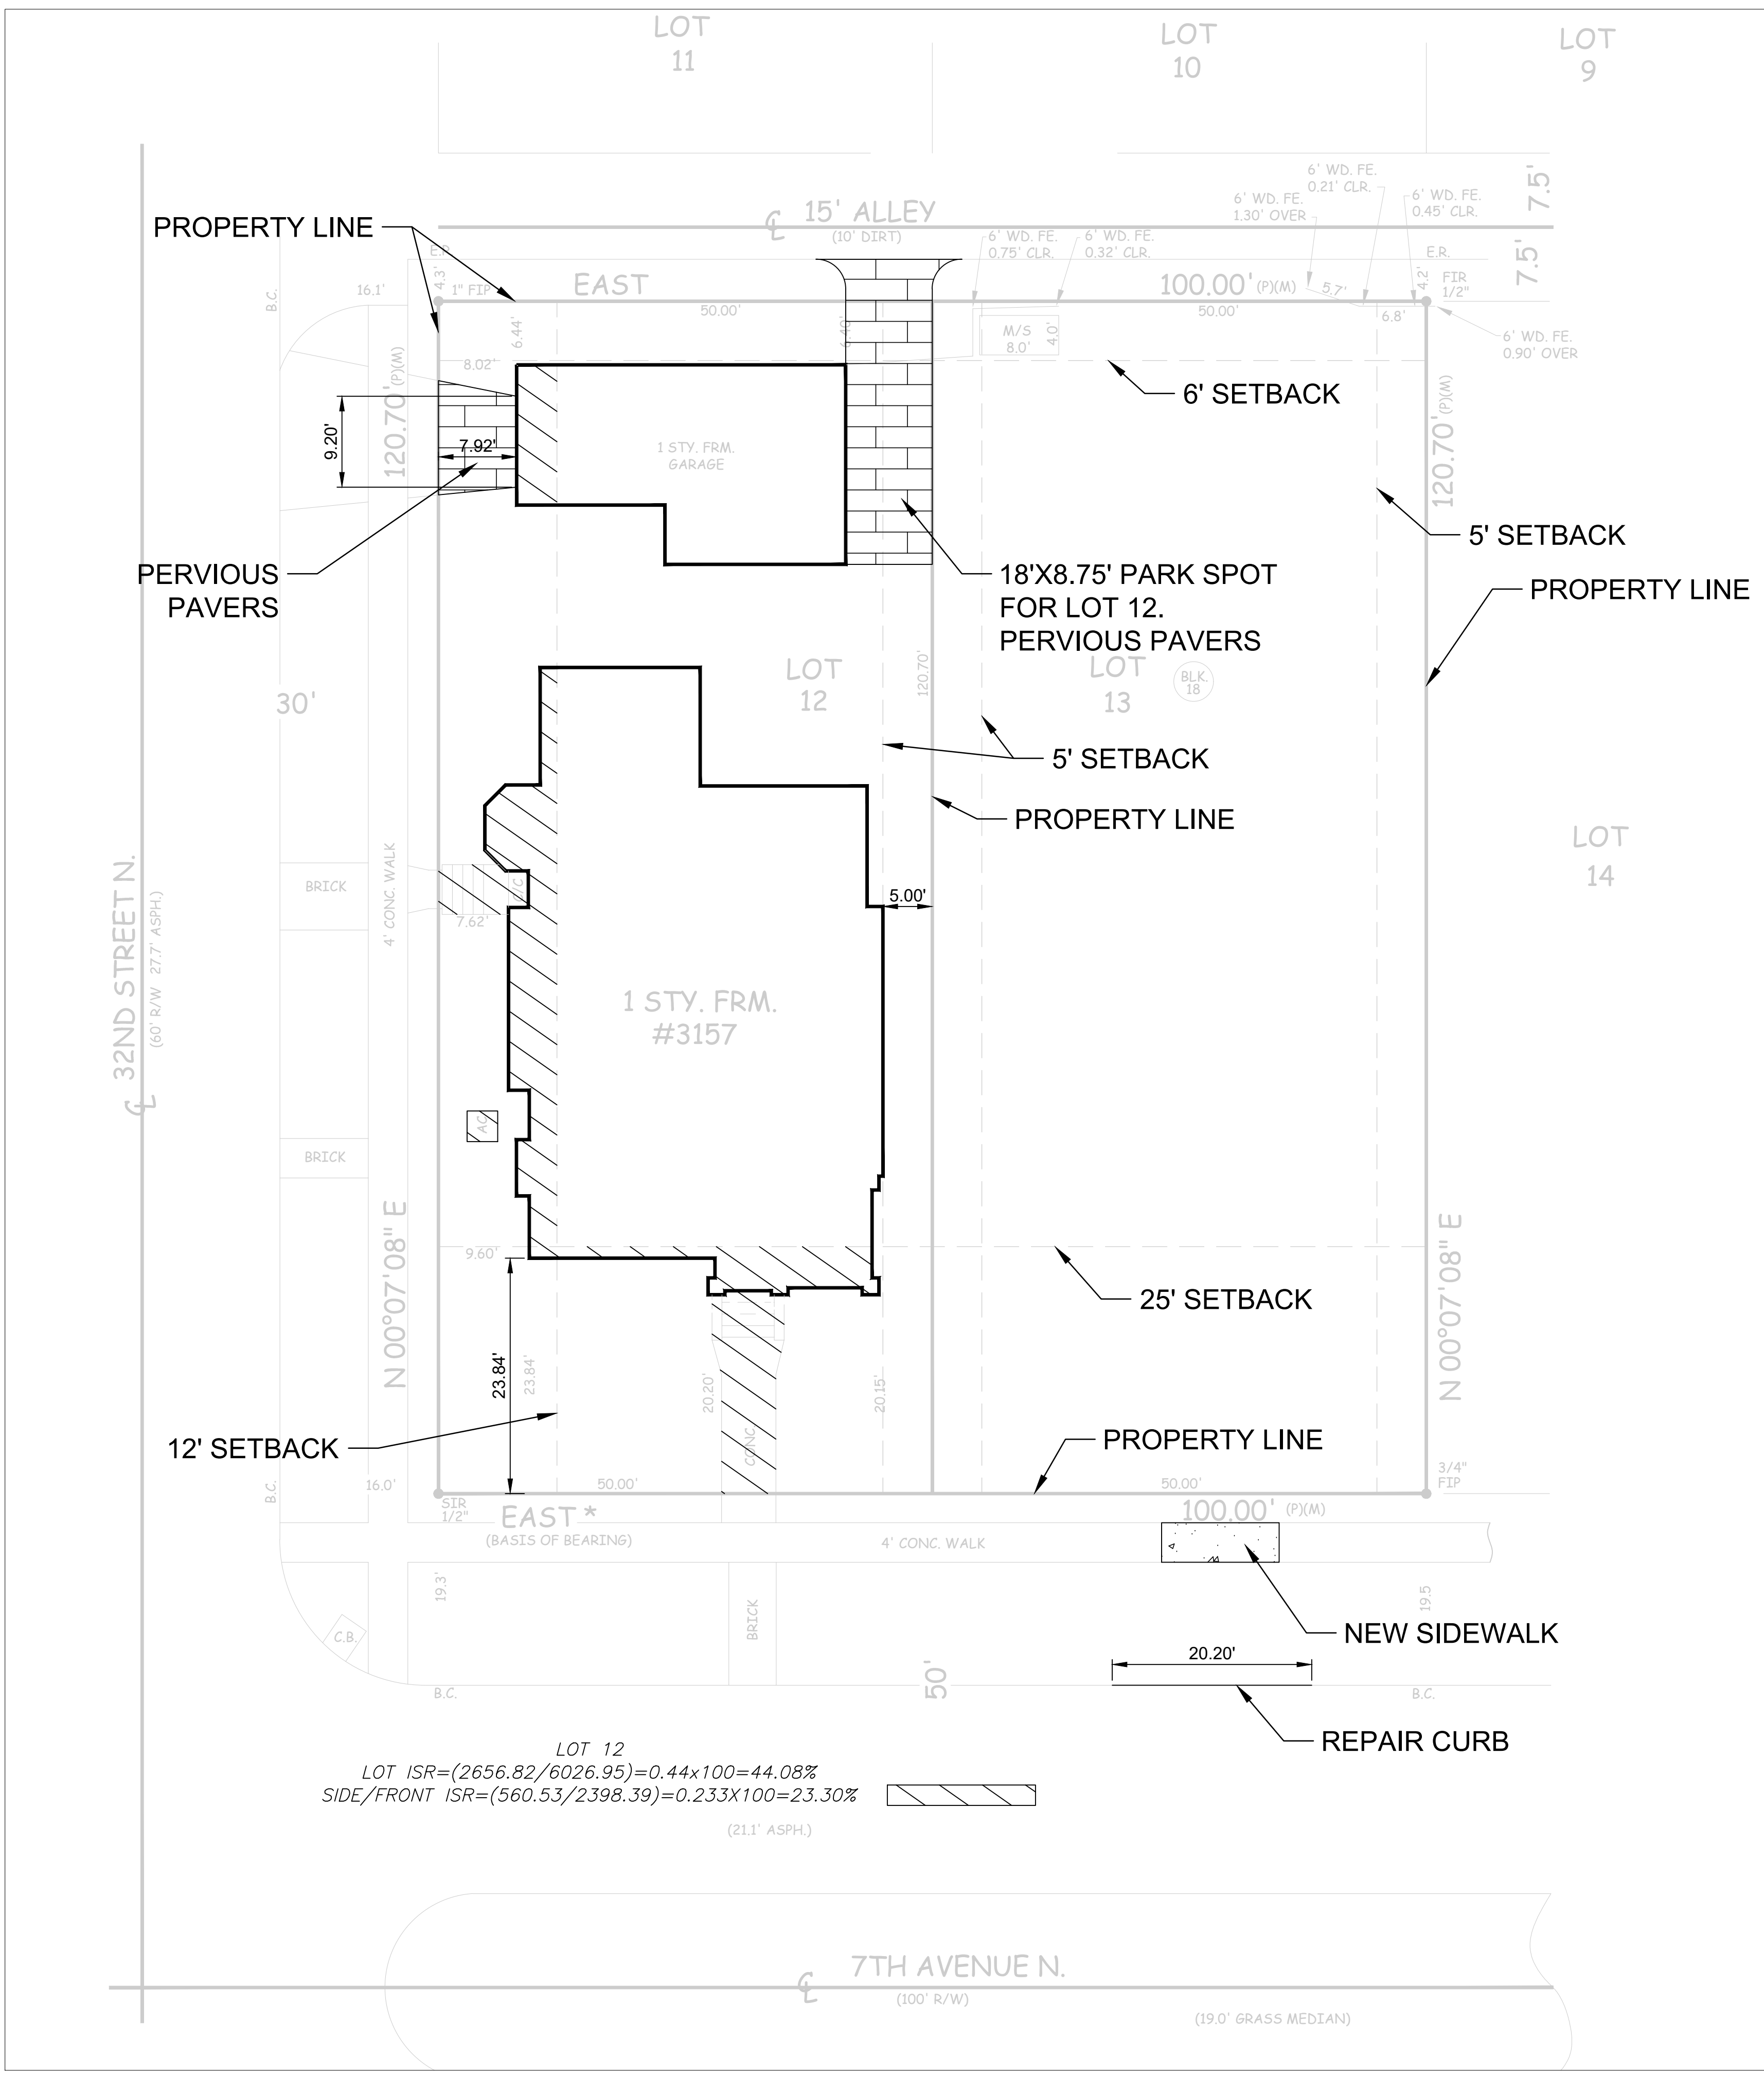 LOT
11
LOT
10
LOT
9
6' WD. FE.
0.21' CLR.
6' WD. FE.
1.30' OVER
6' WD. FE.
0.45' CLR.
7.5'
15' ALLEY
(10' DIRT)
PROPERTY LINE
6' WD. FE.
0.75' CLR.
6' WD. FE.
0.32' CLR.
7.5'
E.R.
E.R.
B.C.
16.1'
4.3'
1" FIP
EAST
100.00' (P)(M)
5.7'
4.2'
FIR
1/2"
50.00'
50.00'
6.8'
6.44'
6.40'
M/S
8.0'
4.0'
6' WD. FE.
0.90' OVER
8.02'
120.70' (P)(M)
120.70' (P)(M)
6' SETBACK
9.20'
7.92'
1 STY. FRM.
GARAGE
5' SETBACK
PERVIOUS
PAVERS
18'X8.75' PARK SPOT
FOR LOT 12.
PERVIOUS PAVERS
PROPERTY LINE
LOT
12
120.70'
LOT
13
BLK.
18
30'
5' SETBACK
PROPERTY LINE
LOT
14
32ND STREET N.
(60' R/W 27.7' ASPH.)
BRICK
4' CONC. WALK
C/C
7.62'
5.00'
1 STY. FRM.
#3157
AC
BRICK
N 00°07'08" E
N 00°07'08" E
9.60'
25' SETBACK
23.84'
23.84'
20.20'
20.15'
12' SETBACK
CONC.
PROPERTY LINE
B.C.
16.0'
50.00'
50.00'
3/4"
FIP
SIR
1/2"
EAST *
(BASIS OF BEARING)
100.00' (P)(M)
4' CONC. WALK
19.3'
19.5
C.B.
BRICK
NEW SIDEWALK
20.20'
50'
B.C.
B.C.
REPAIR CURB
LOT 12
LOT ISR=(2656.82/6026.95)=0.44x100=44.08%
SIDE/FRONT ISR=(560.53/2398.39)=0.233X100=23.30%
(21.1' ASPH.)
7TH AVENUE N.
(100' R/W)
(19.0' GRASS MEDIAN)